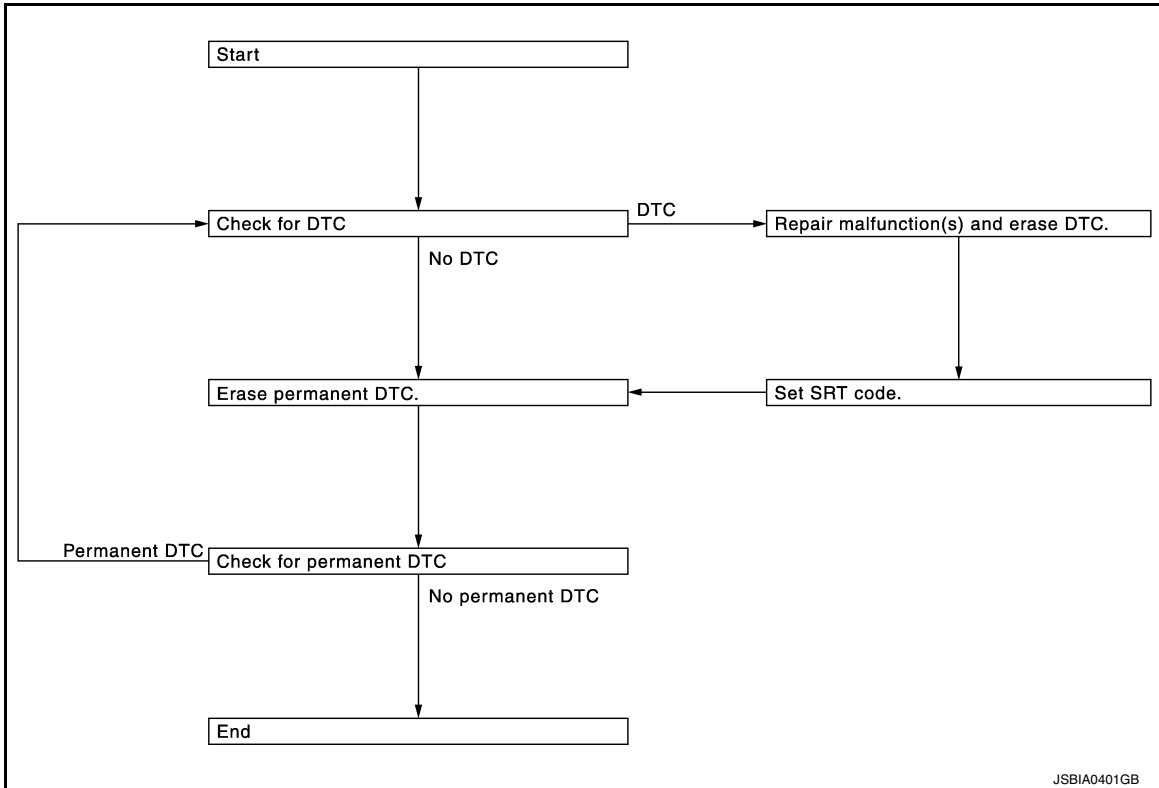 Start
Check for DTC
DTC
Repair malfunction(s) and erase DTC.
No DTC
Erase permanent DTC.
Set SRT code.
Permanent DTC
Check for permanent DTC
No permanent DTC
End
JSBIA0401GB